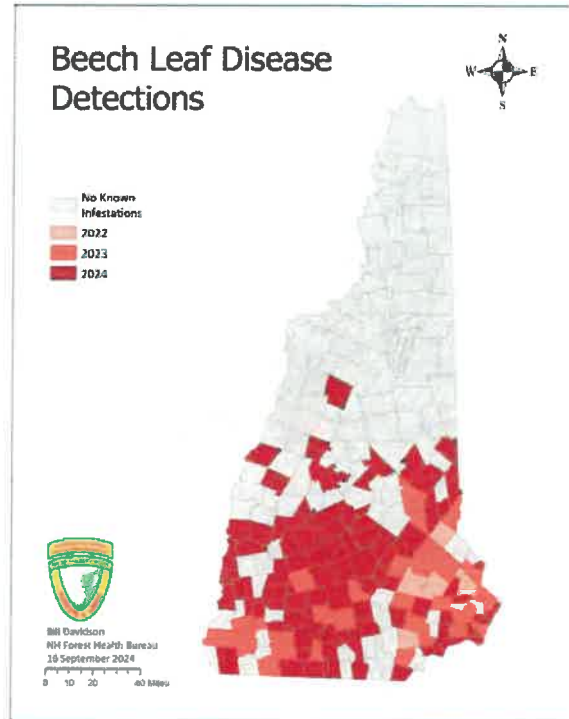 Beech Leaf Disease
Detections
N
W E
S
No Known
Infestations
2022
2023
2024
Bill Davidson
NH Forest Health Bureau
16 September 2024
0 10 20 40 Miles